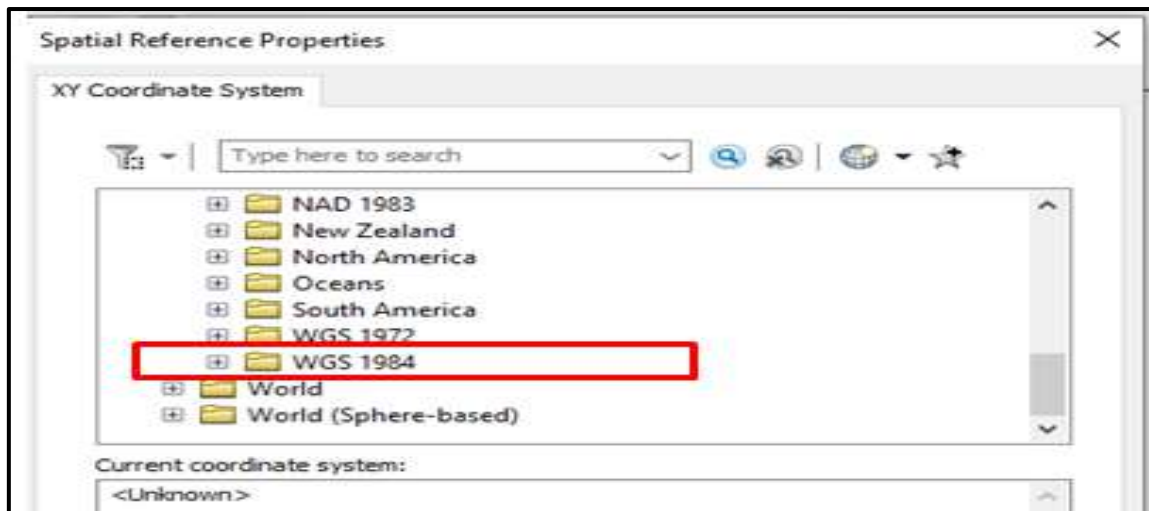 Spatial Reference Properties
XY Coordinate System
Type here to search
NAD 1983
New Zealand
North America
Oceans
South America
WGS 1972
WGS 1984
World
World (Sphere-based)
Current coordinate system:
<Unknown>